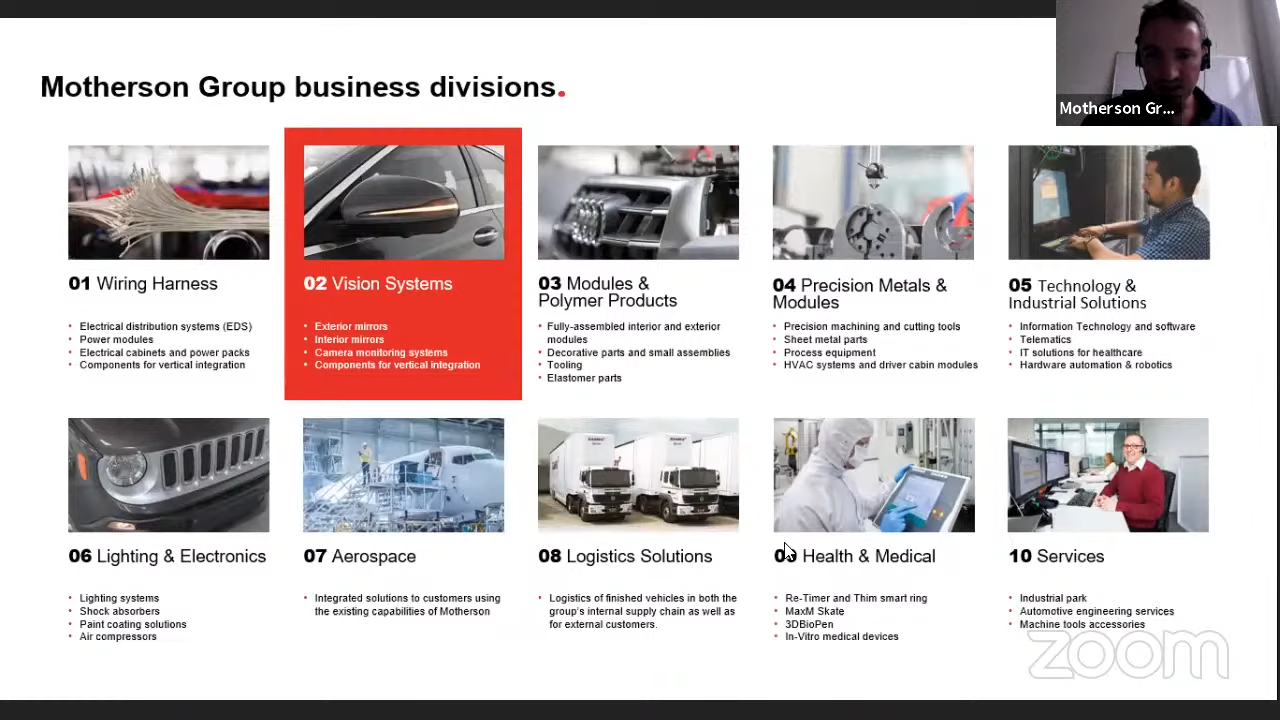 Motherson Group business divisions.
Motherson Gr...
01 Wiring Harness
Electrical distribution systems (EDS)
Power modules
Electrical cabinets and power packs
Components for vertical integration
02 Vision Systems
Exterior mirrors
Interior mirrors
Camera monitoring systems
Components for vertical integration
03 Modules &
Polymer Products
Fully-assembled interior and exterior
modules
Decorative parts and small assemblies
Tooling
Elastomer parts
04 Precision Metals &
Modules
Precision machining and cutting tools
Sheet metal parts
Process equipment
HVAC systems and driver cabin modules
05 Technology &
Industrial Solutions
Information Technology and software
Telematics
IT solutions for healthcare
Hardware automation & robotics
06 Lighting & Electronics
Lighting systems
Shock absorbers
Paint coating solutions
Air compressors
07 Aerospace
Integrated solutions to customers using
the existing capabilities of Motherson
08 Logistics Solutions
Logistics of finished vehicles in both the
group's internal supply chain as well as
for external customers.
09 Health & Medical
Re-Timer and Thim smart ring
MaxM Skate
3DBioPen
In-Vitro medical devices
10 Services
Industrial park
Automotive engineering services
Machine tools accessories
zoom